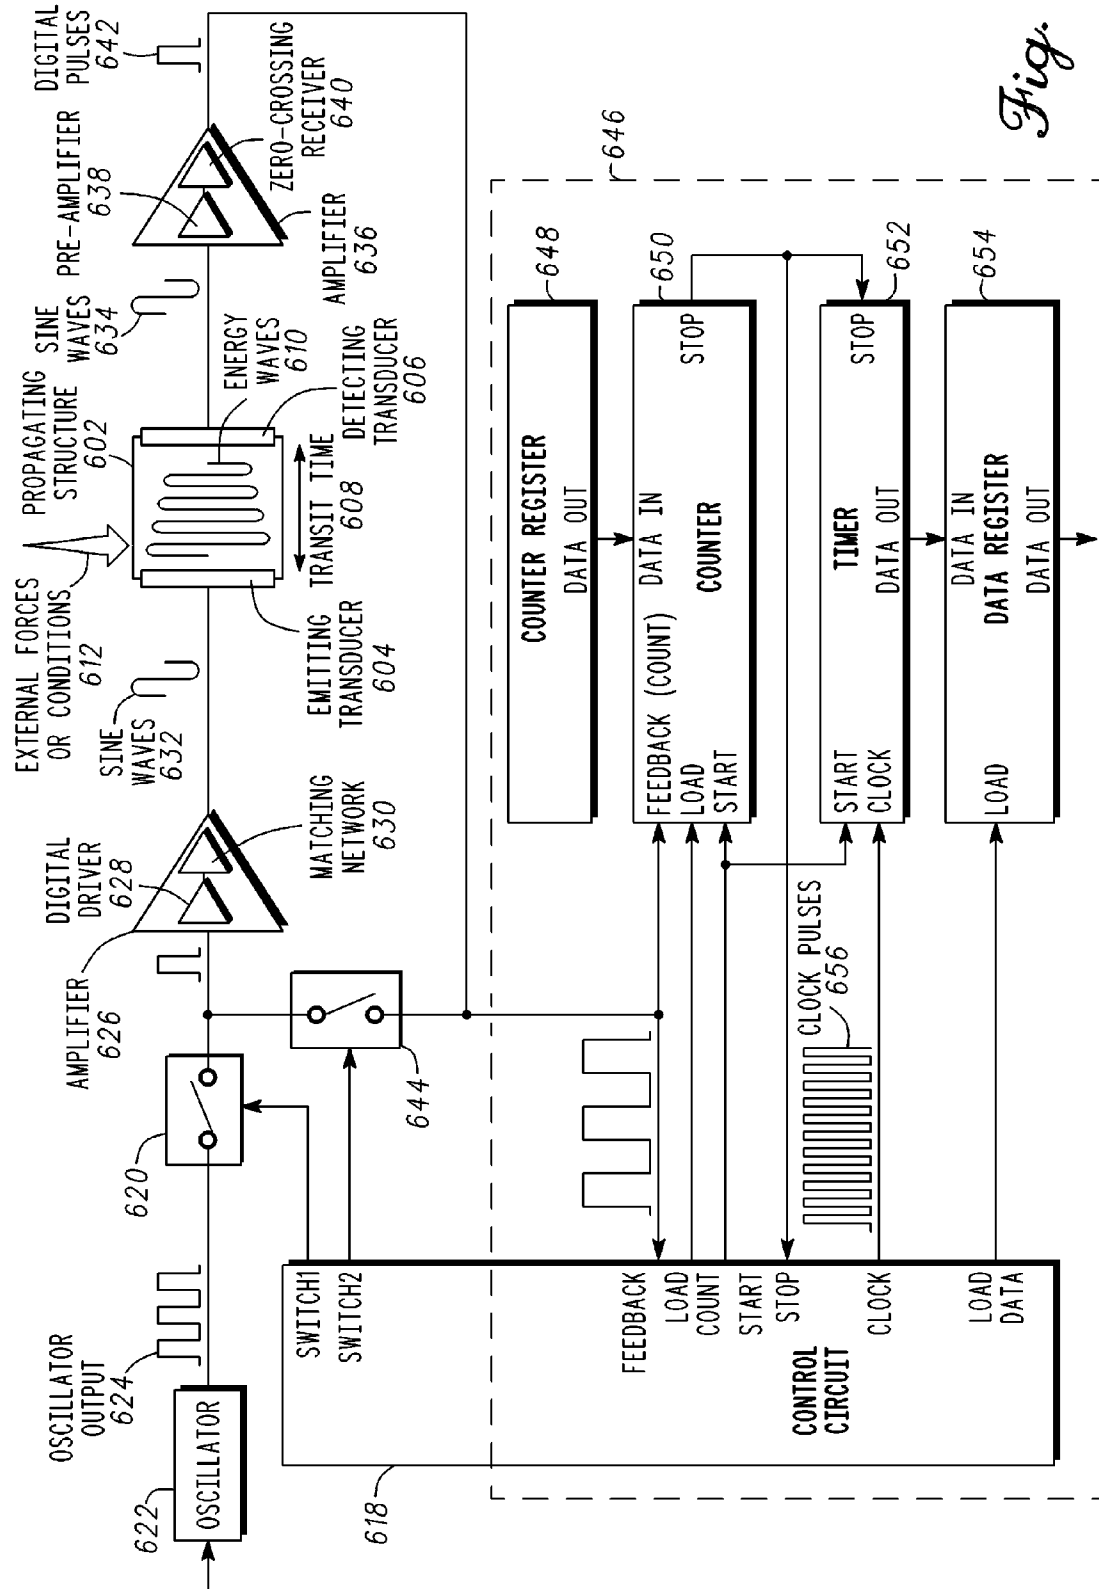 OSCILLATOR
OUTPUT
624
622
OSCILLATOR
620
AMPLIFIER
626
DIGITAL
DRIVER
628
MATCHING
NETWORK
630
644
EXTERNAL FORCES
OR CONDITIONS
612
SINE
WAVES
632
PROPAGATING
STRUCTURE
602
EMITTING
TRANSDUCER
604
TRANSIT TIME
608
ENERGY
WAVES
610
DETECTING
TRANSDUCER
606
SINE
WAVES
634
PRE-AMPLIFIER
638
AMPLIFIER
636
ZERO-CROSSING
RECEIVER
640
DIGITAL
PULSES
642
618
SWITCH1
SWITCH2
FEEDBACK
LOAD
COUNT
START
STOP
CLOCK
LOAD
DATA
CONTROL
CIRCUIT
CLOCK PULSES
656
646
COUNTER REGISTER
DATA OUT
648
FEEDBACK (COUNT)
LOAD
START
DATA IN
COUNTER
STOP
650
START
CLOCK
TIMER
DATA OUT
STOP
652
LOAD
DATA IN
DATA REGISTER
DATA OUT
654
Fig.